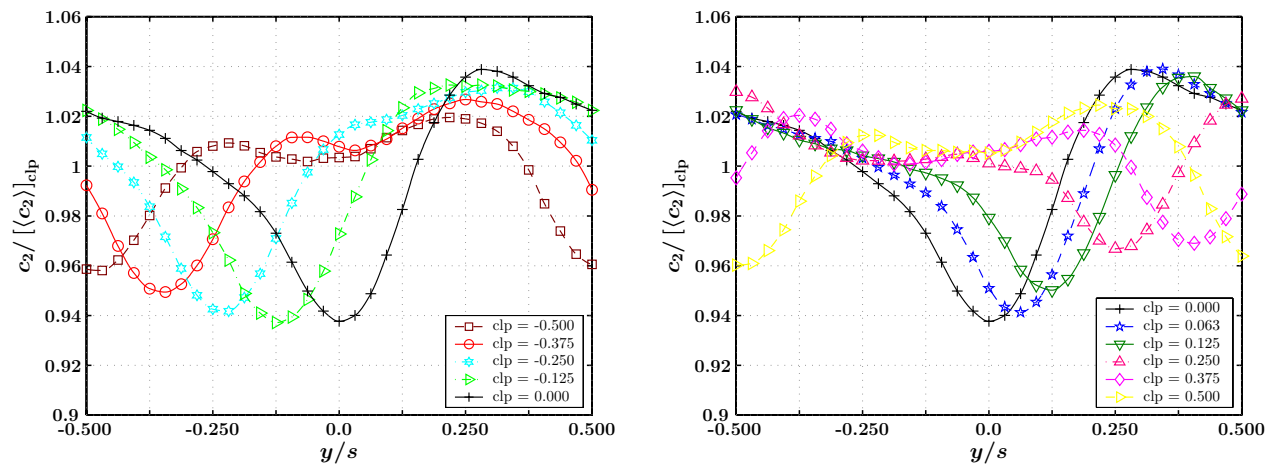 1.06
1.04
1.02
1
0.98
0.96
0.94
0.92
0.9
c₂/ [⟨c₂⟩]clp
-0.500
-0.250
0.0
0.250
0.500
y/s
clp = -0.500
clp = -0.375
clp = -0.250
clp = -0.125
clp = 0.000
1.06
1.04
1.02
1
0.98
0.96
0.94
0.92
0.9
c₂/ [⟨c₂⟩]clp
-0.500
-0.250
0.0
0.250
0.500
y/s
clp = 0.000
clp = 0.063
clp = 0.125
clp = 0.250
clp = 0.375
clp = 0.500